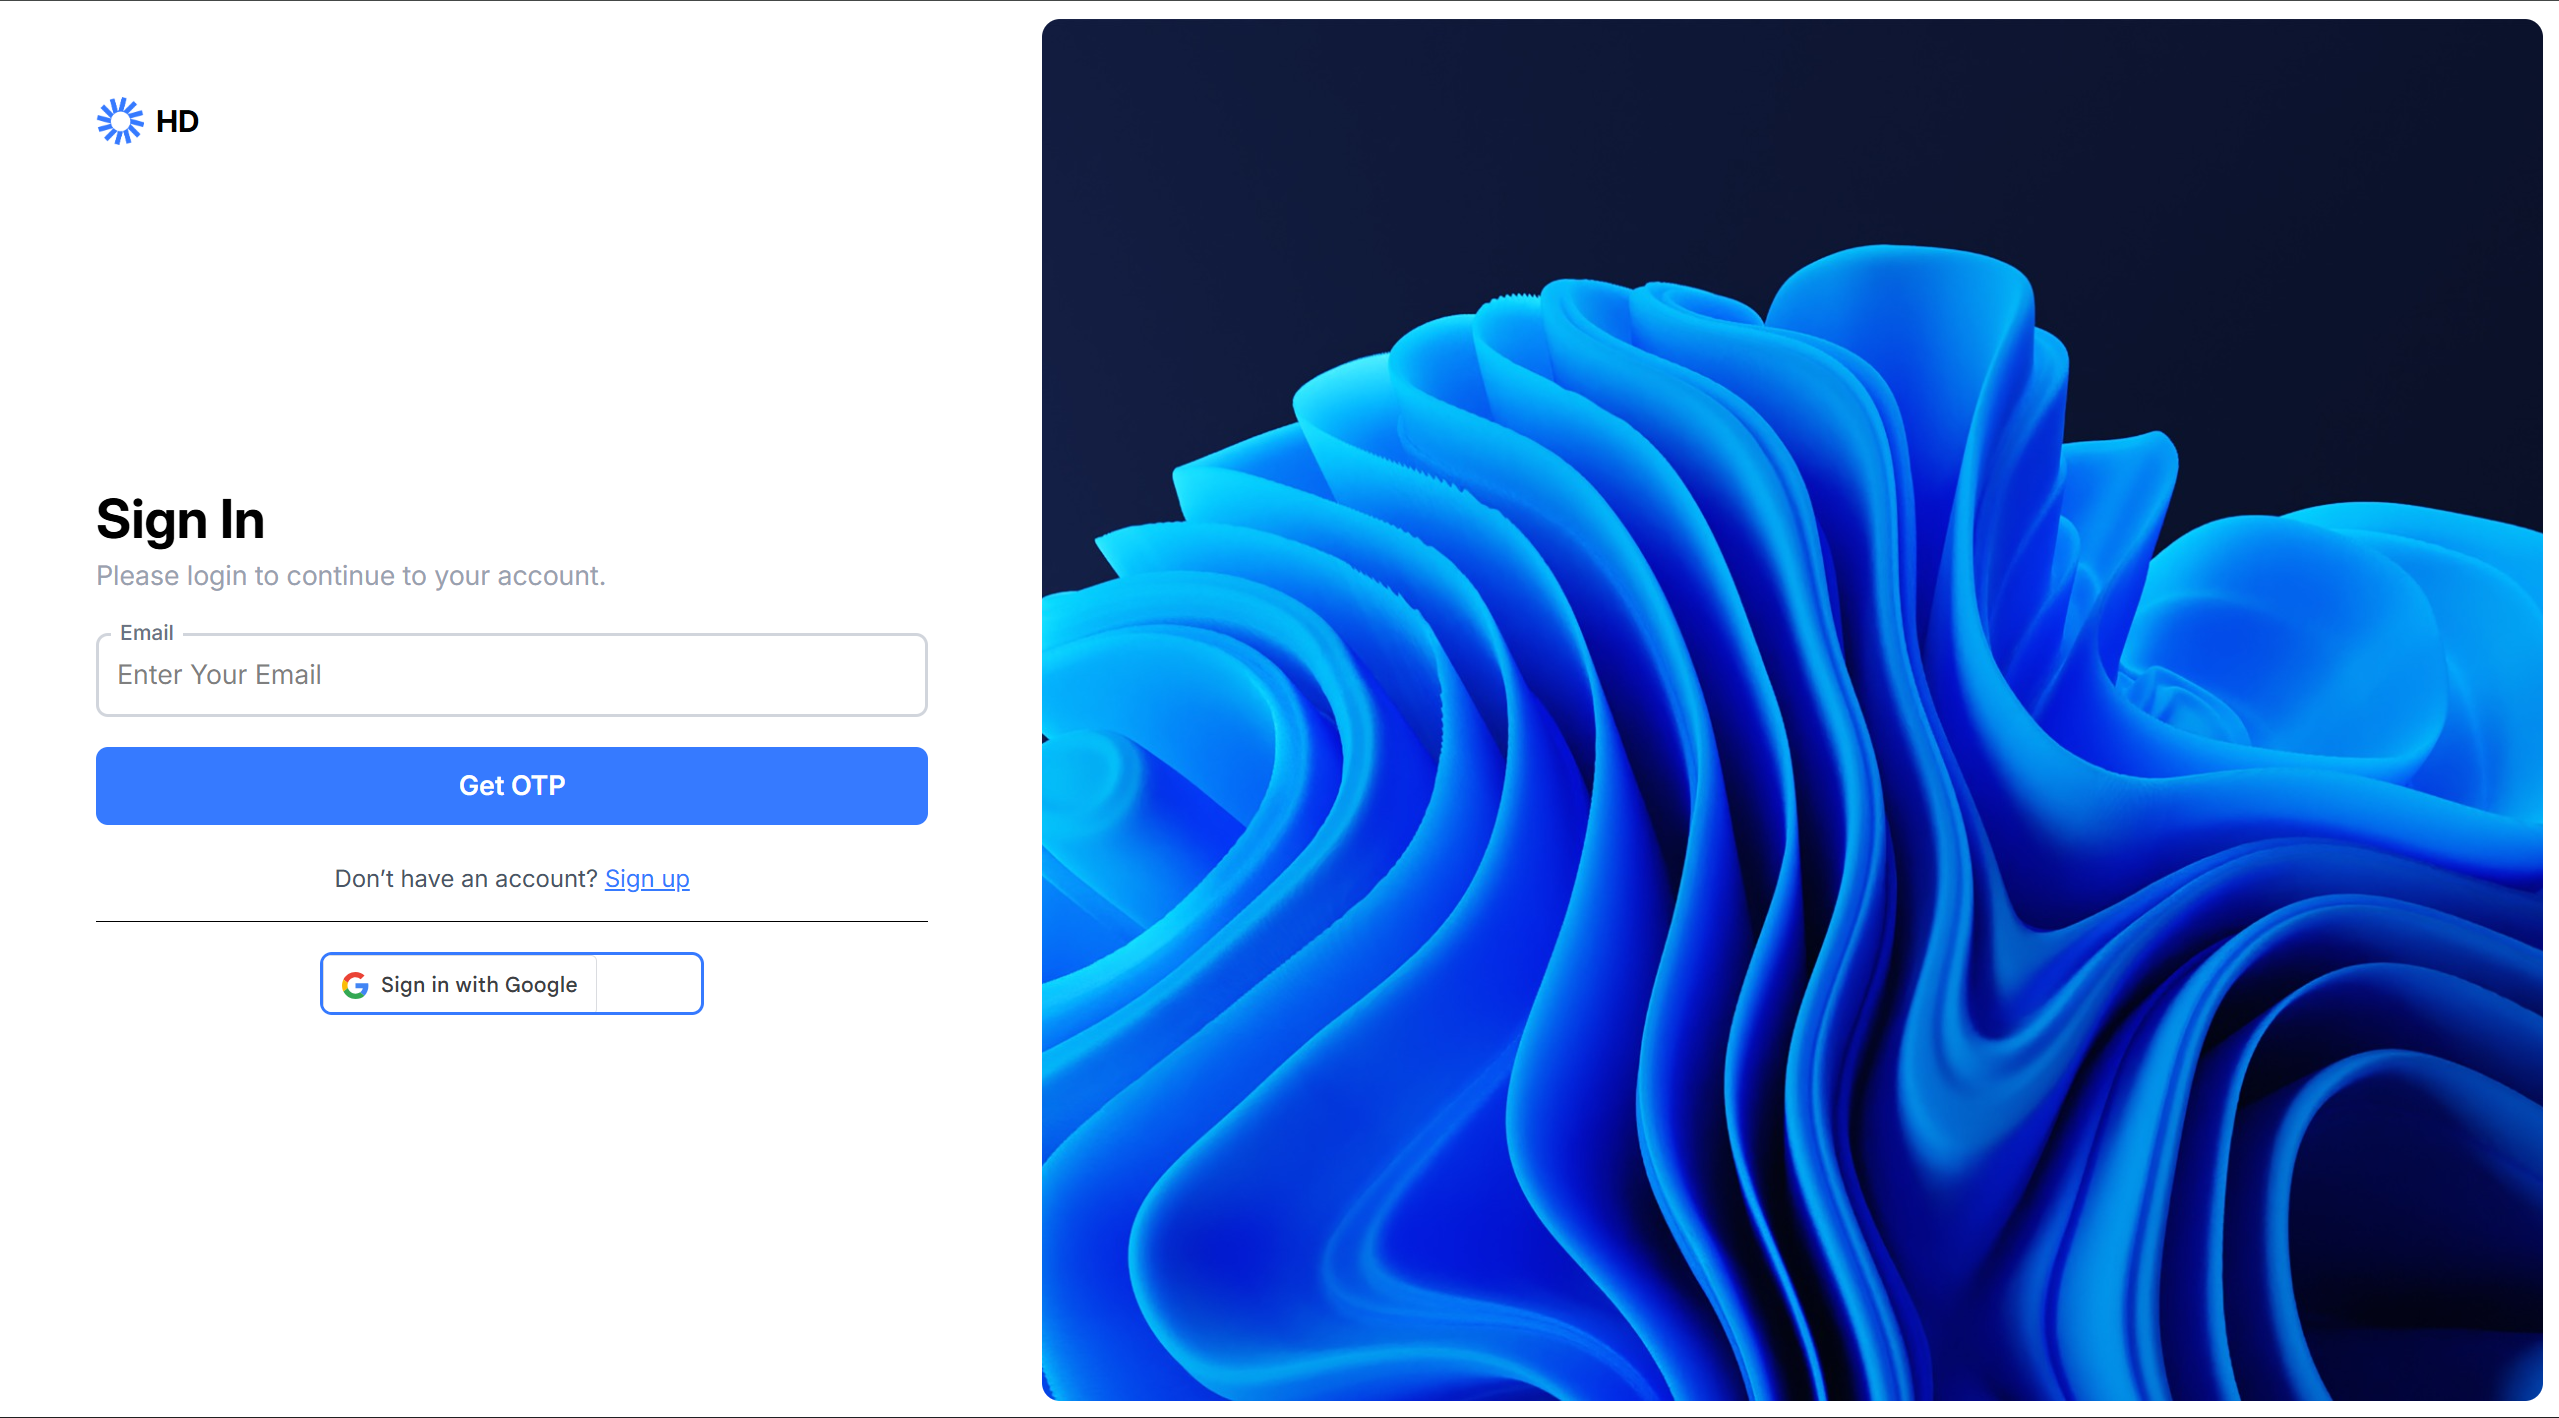 HD
Sign In
Please login to continue to your account.
Email
Enter Your Email
Get OTP
Don’t have an account? Sign up
Sign in with Google